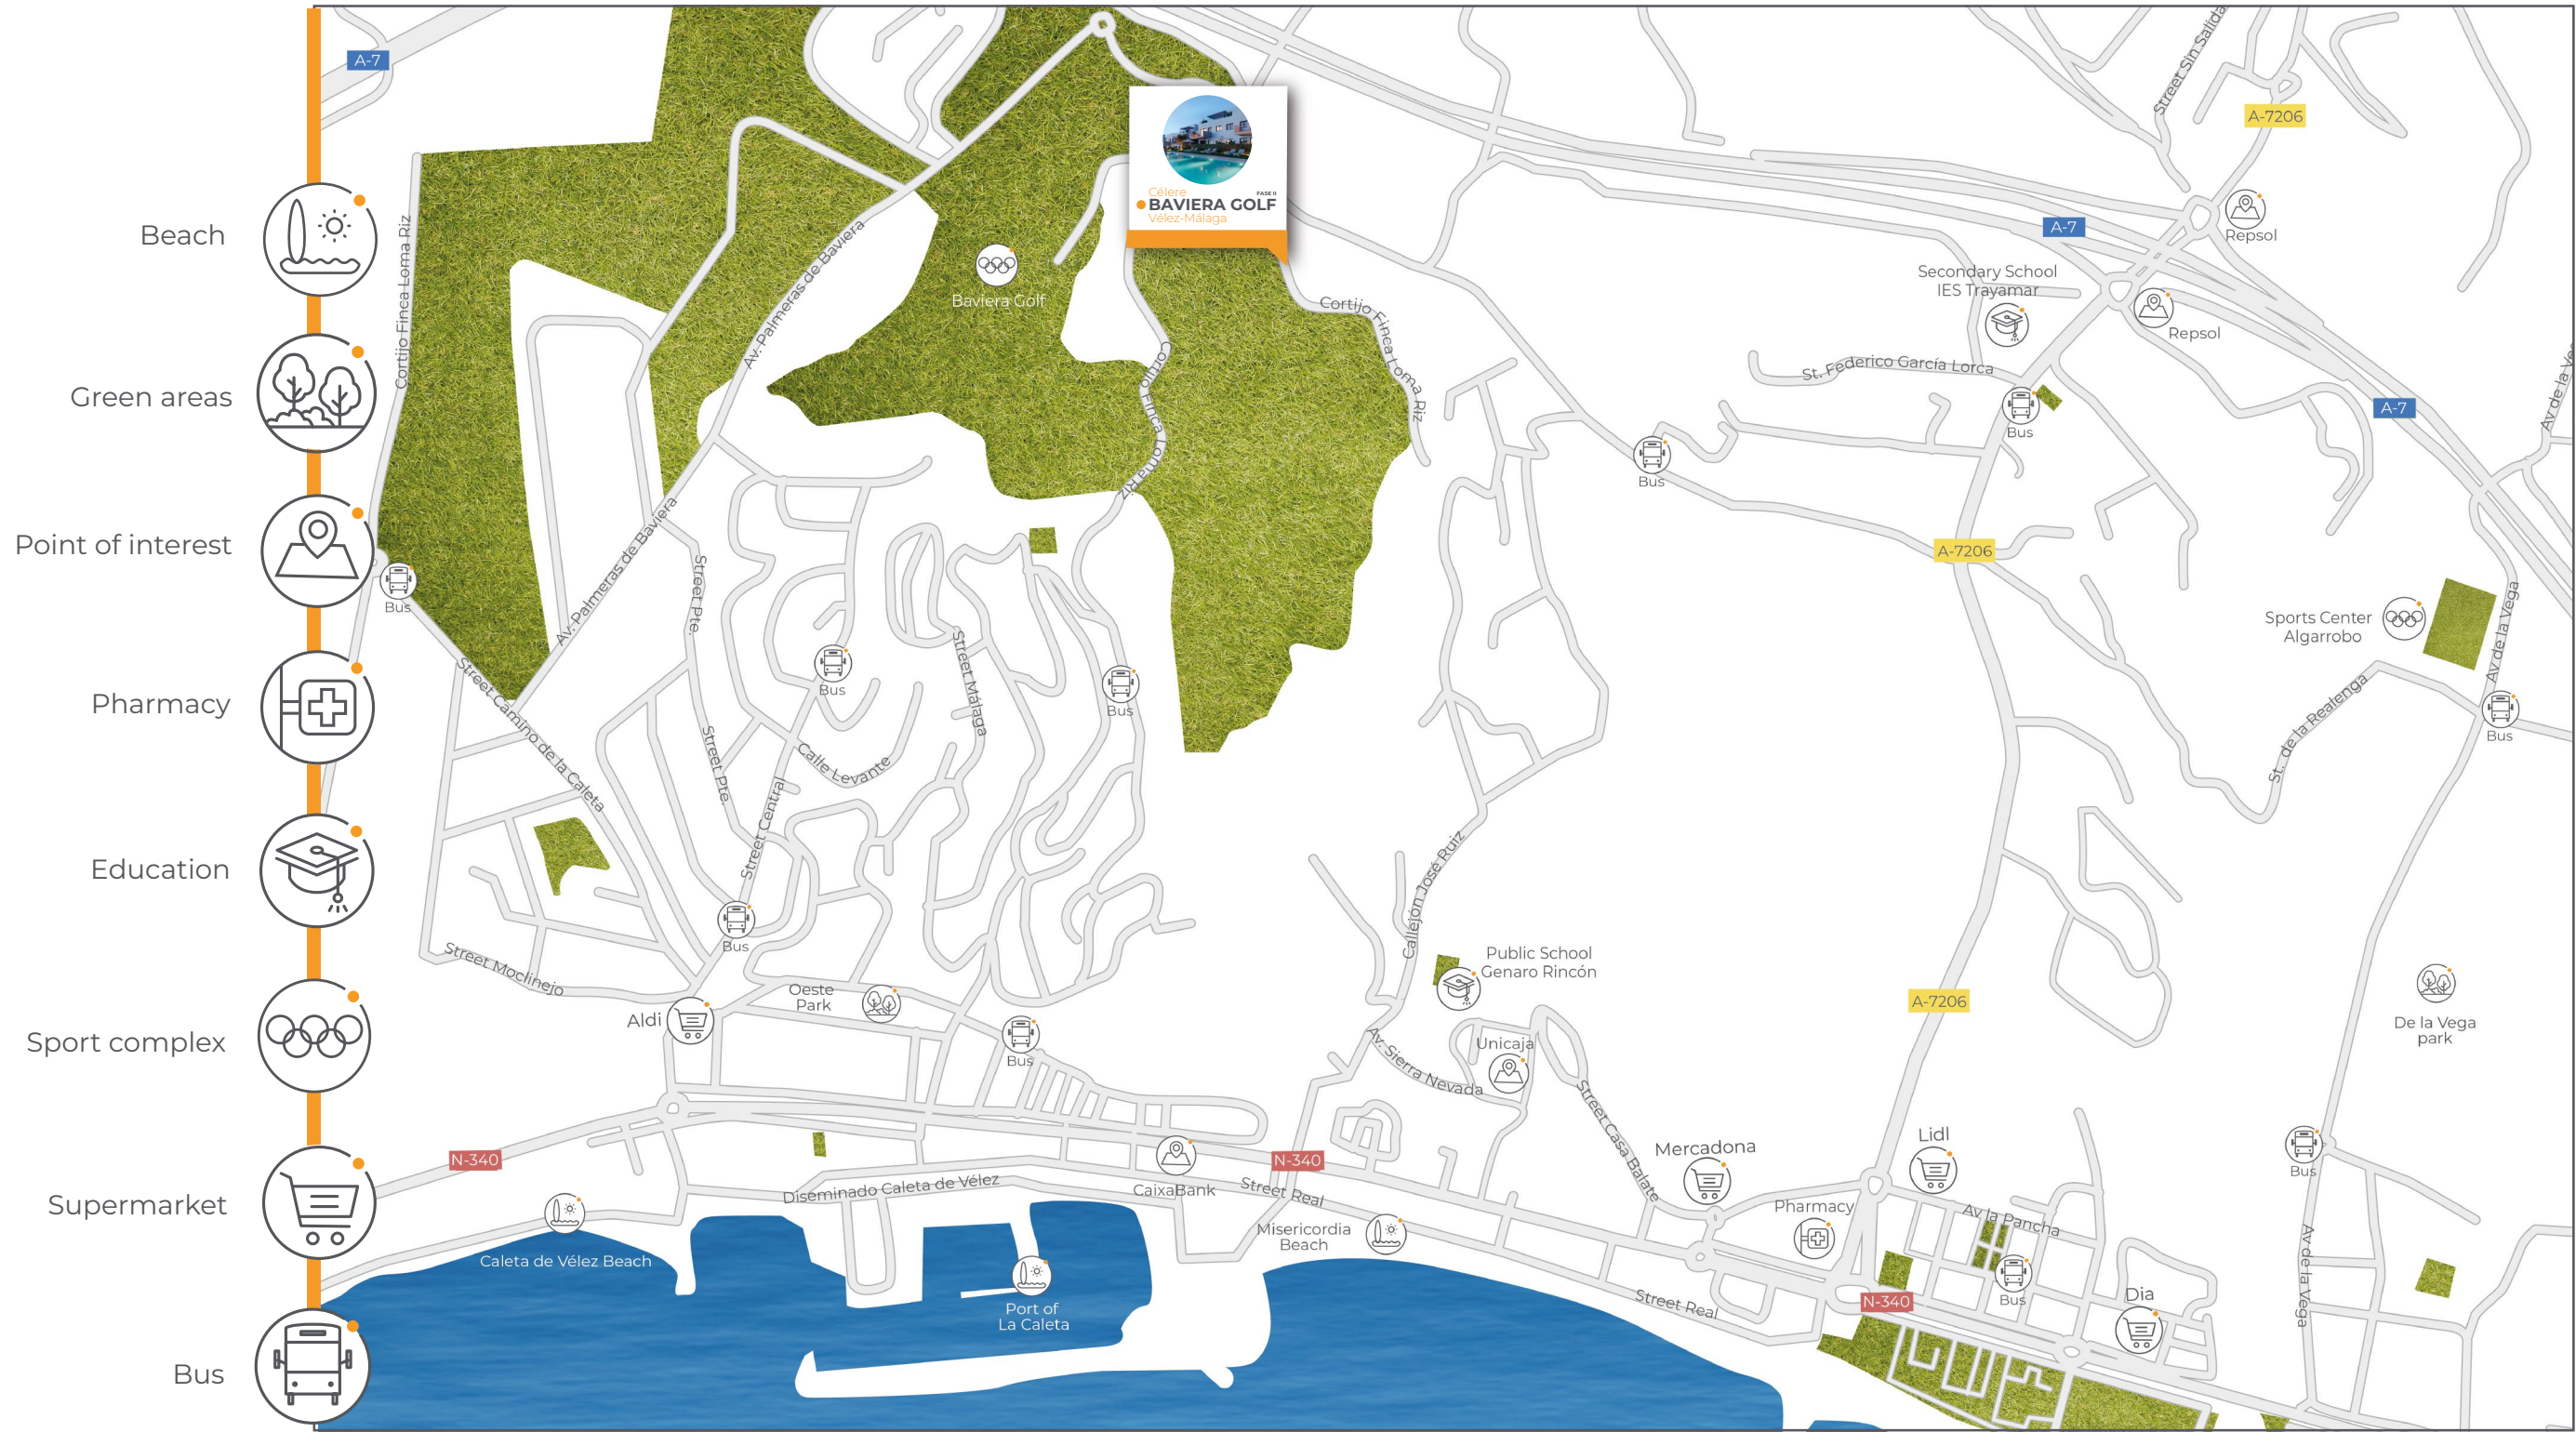 Beach
Green areas
Point of interest
Pharmacy
Education
Sport complex
Supermarket
Bus
A-7
Street Sin Salida
A-7206
Célere
FASE II
BAVIERA GOLF
Vélez-Málaga
Repsol
A-7
Cortijo Finca Loma Riz
Av. Palmeras de Baviera
Baviera Golf
Cortijo Finca Loma Riz
Cortijo Finca Loma Riz
Secondary School
IES Trayamar
Repsol
St. Federico García Lorca
A-7
Bus
Bus
A-7206
Bus
Av. Palmeras de Baviera
Street Pte.
Street Málaga
Bus
Bus
Sports Center
Algarrobo
Av de la Vega
Bus
St. de la Realenga
Street Camino de la Caleta
Street Pte.
Calle Levante
Street Central
Callejón José Ruiz
Bus
Street Moclinejo
Public School
Genaro Rincón
Oeste
Park
Aldi
Bus
A-7206
De la Vega
park
Unicaja
Av. Sierra Nevada
Street Casa Balate
Mercadona
Lidl
Bus
N-340
N-340
Diseminado Caleta de Vélez
CaixaBank
Street Real
Misericordia
Beach
Pharmacy
Av la Pancha
Av de la Vega
Caleta de Vélez Beach
Port of
La Caleta
Street Real
N-340
Bus
Dia